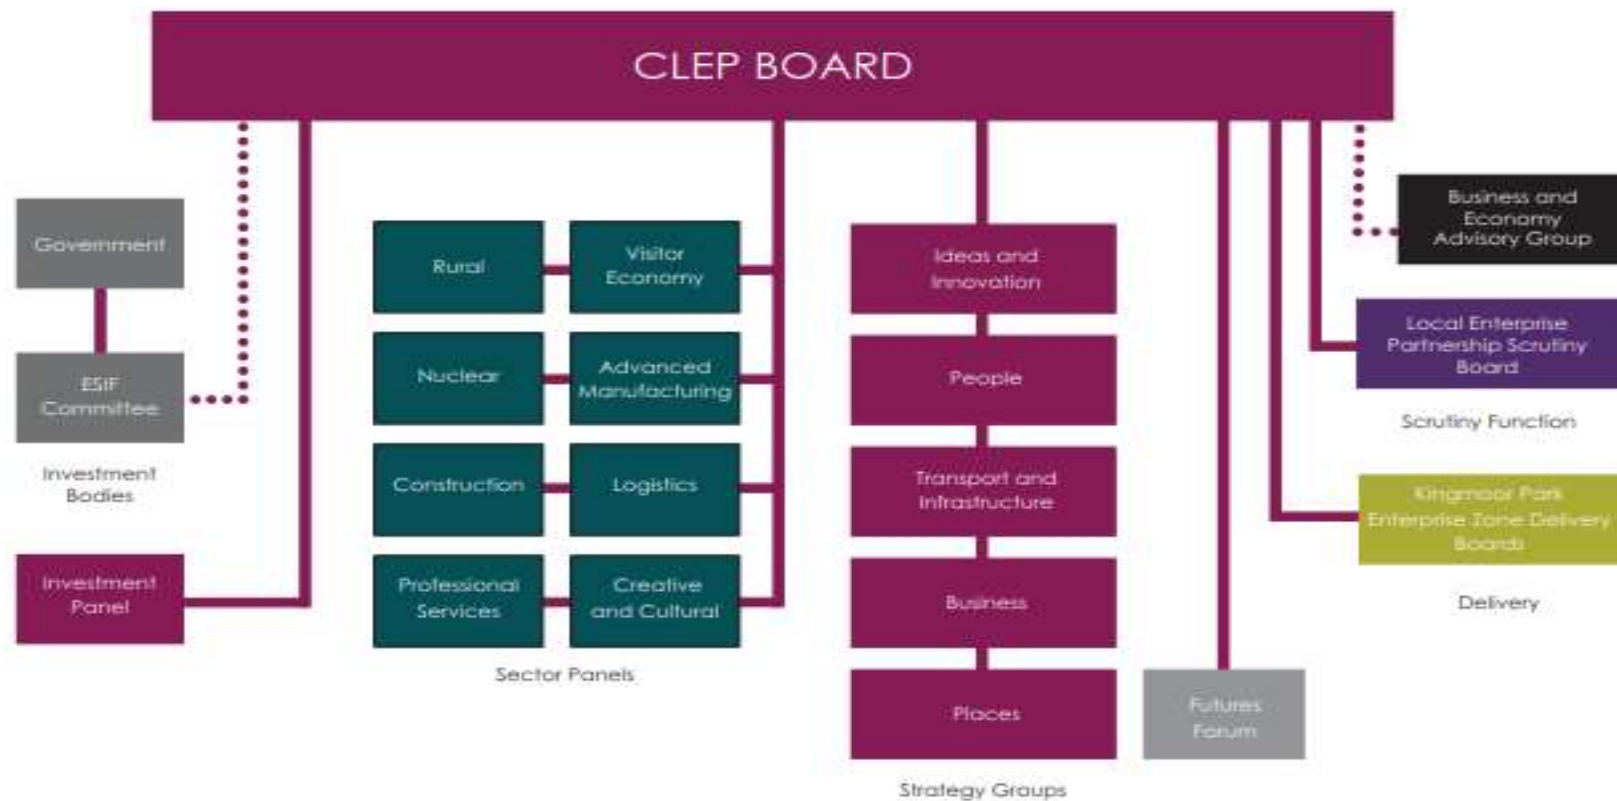 CLEP BOARD
Government
ESIF
Committee
Investment
Bodies
Investment
Panel
Rural
Visitor
Economy
Nuclear
Advanced
Manufacturing
Construction
Logistics
Professional
Services
Creative
and Cultural
Sector Panels
Ideas and
Innovation
People
Transport and
Infrastructure
Business
Places
Strategy Groups
Futures
Forum
Business and
Economy
Advisory Group
Local Enterprise
Partnership Scrutiny
Board
Scrutiny Function
Kingmoor Park
Enterprise Zone Delivery
Boards
Delivery